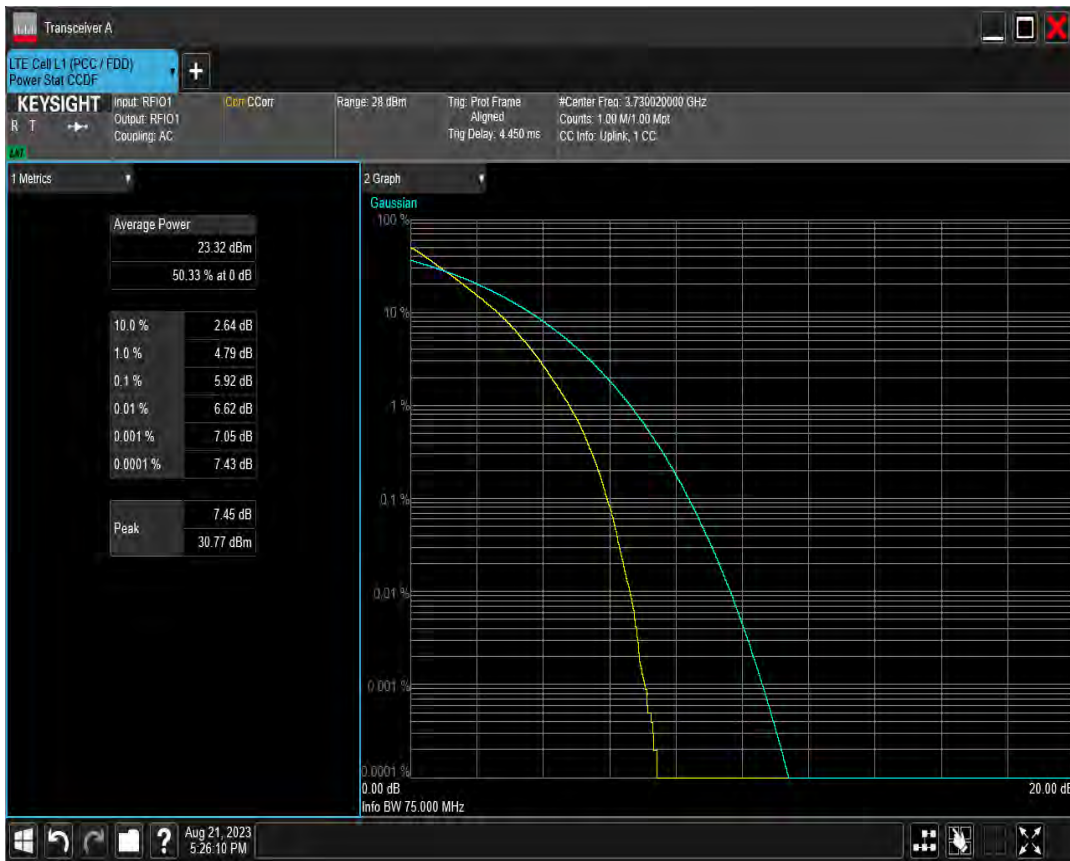 Transceiver A
LTE Cell L1 (PCC / FDD)
Power Stat CCDF
KEYSIGHT
R T
LXI
Input: RFIO1
Output: RFIO1
Coupling: AC
Corr CCorr
Range: 28 dBm
Trig: Prot Frame
Aligned
Trig Delay: 4.450 ms
#Center Freq: 3.730020000 GHz
Counts: 1.00 M/1.00 Mpt
CC Info: Uplink, 1 CC
1 Metrics
Average Power
23.32 dBm
50.33 % at 0 dB
10.0 % 2.64 dB
1.0 % 4.79 dB
0.1 % 5.92 dB
0.01 % 6.62 dB
0.001 % 7.05 dB
0.0001 % 7.43 dB
Peak
7.45 dB
30.77 dBm
2 Graph
Gaussian
100 %
10 %
1 %
0.1 %
0.01 %
0.001 %
0.0001 %
0.00 dB
20.00 dB
Info BW 75.000 MHz
Aug 21, 2023
5:26:10 PM